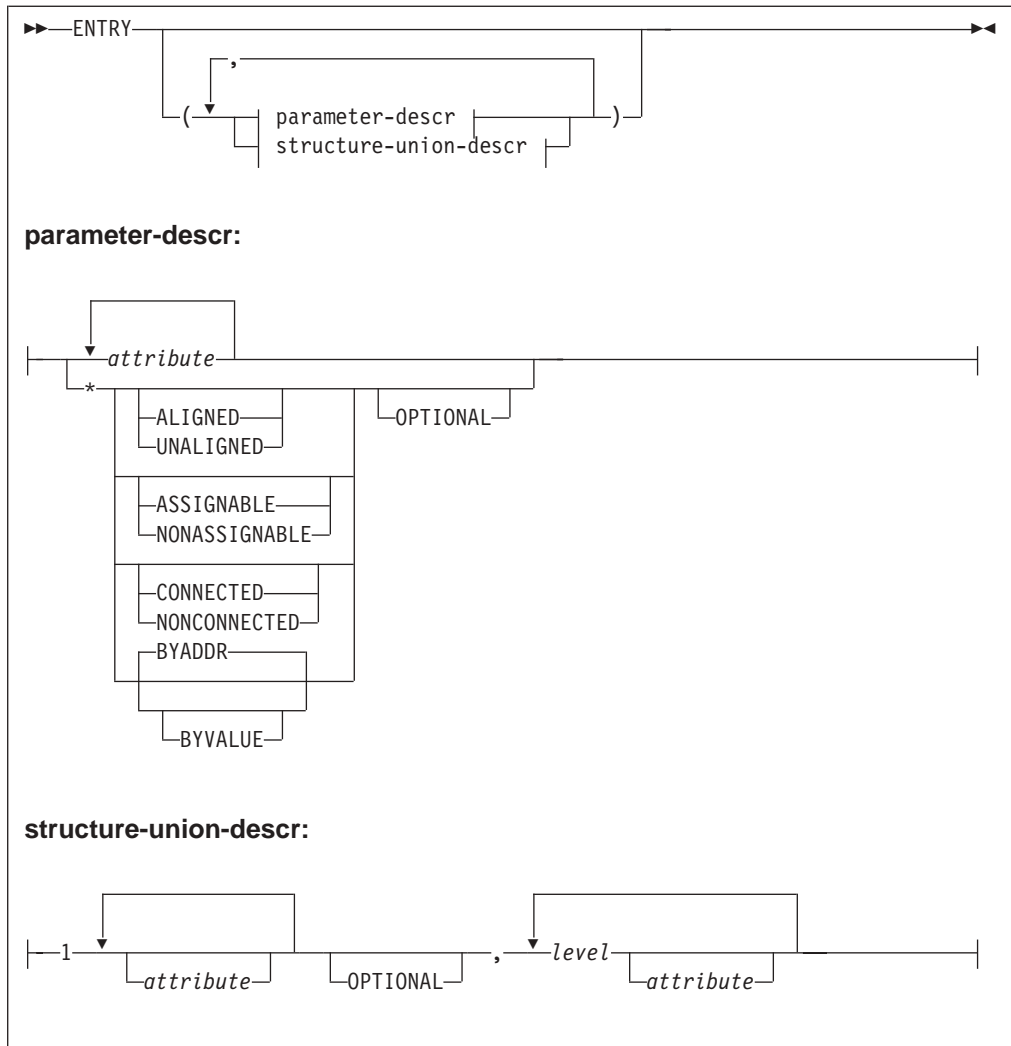 ENTRY
,
( parameter-descr )
structure-union-descr
parameter-descr:
attribute
*
ALIGNED OPTIONAL
UNALIGNED
ASSIGNABLE
NONASSIGNABLE
CONNECTED
NONCONNECTED
BYADDR
BYVALUE
structure-union-descr:
1 , level
attribute OPTIONAL attribute